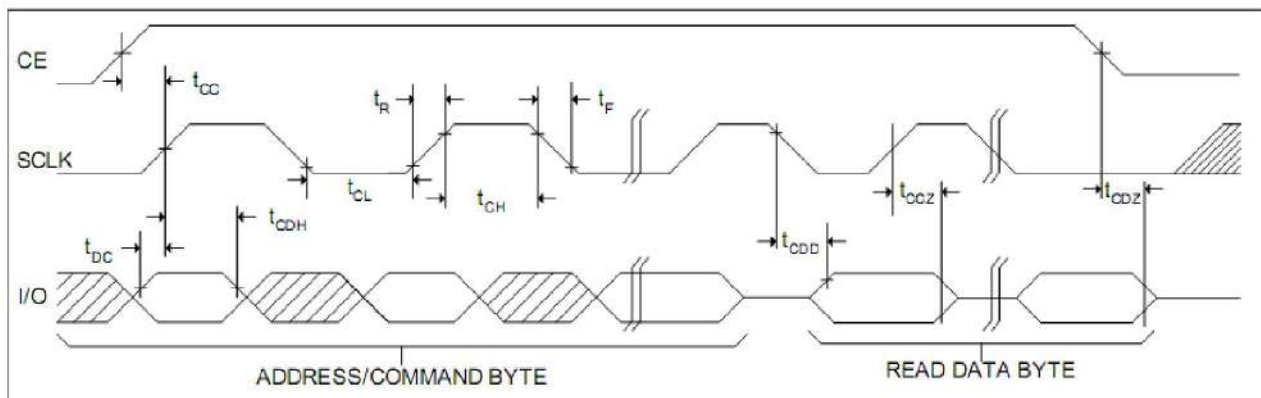 CE
tCC
tR
tF
SCLK
tCL
tCH
tCCZ
tCDZ
tCDH
tDC
tCDD
I/O
ADDRESS/COMMAND BYTE
READ DATA BYTE